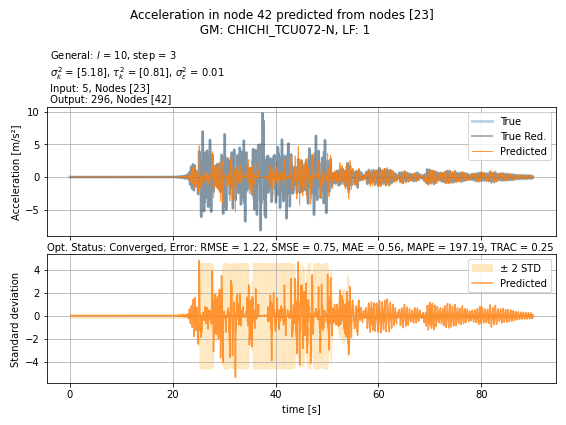 Acceleration in node 42 predicted from nodes [23]
GM: CHICHI_TCU072-N, LF: 1
General: l = 10, step = 3
σ²ₖ = [5.18], τ²ₖ = [0.81], σ²ε = 0.01
Input: 5, Nodes [23]
Output: 296, Nodes [42]
Acceleration [m/s²]
10
5
0
−5
True
True Red.
Predicted
Opt. Status: Converged, Error: RMSE = 1.22, SMSE = 0.75, MAE = 0.56, MAPE = 197.19, TRAC = 0.25
Standard deviation
4
2
0
−2
−4
± 2 STD
Predicted
0 20 40 60 80
time [s]